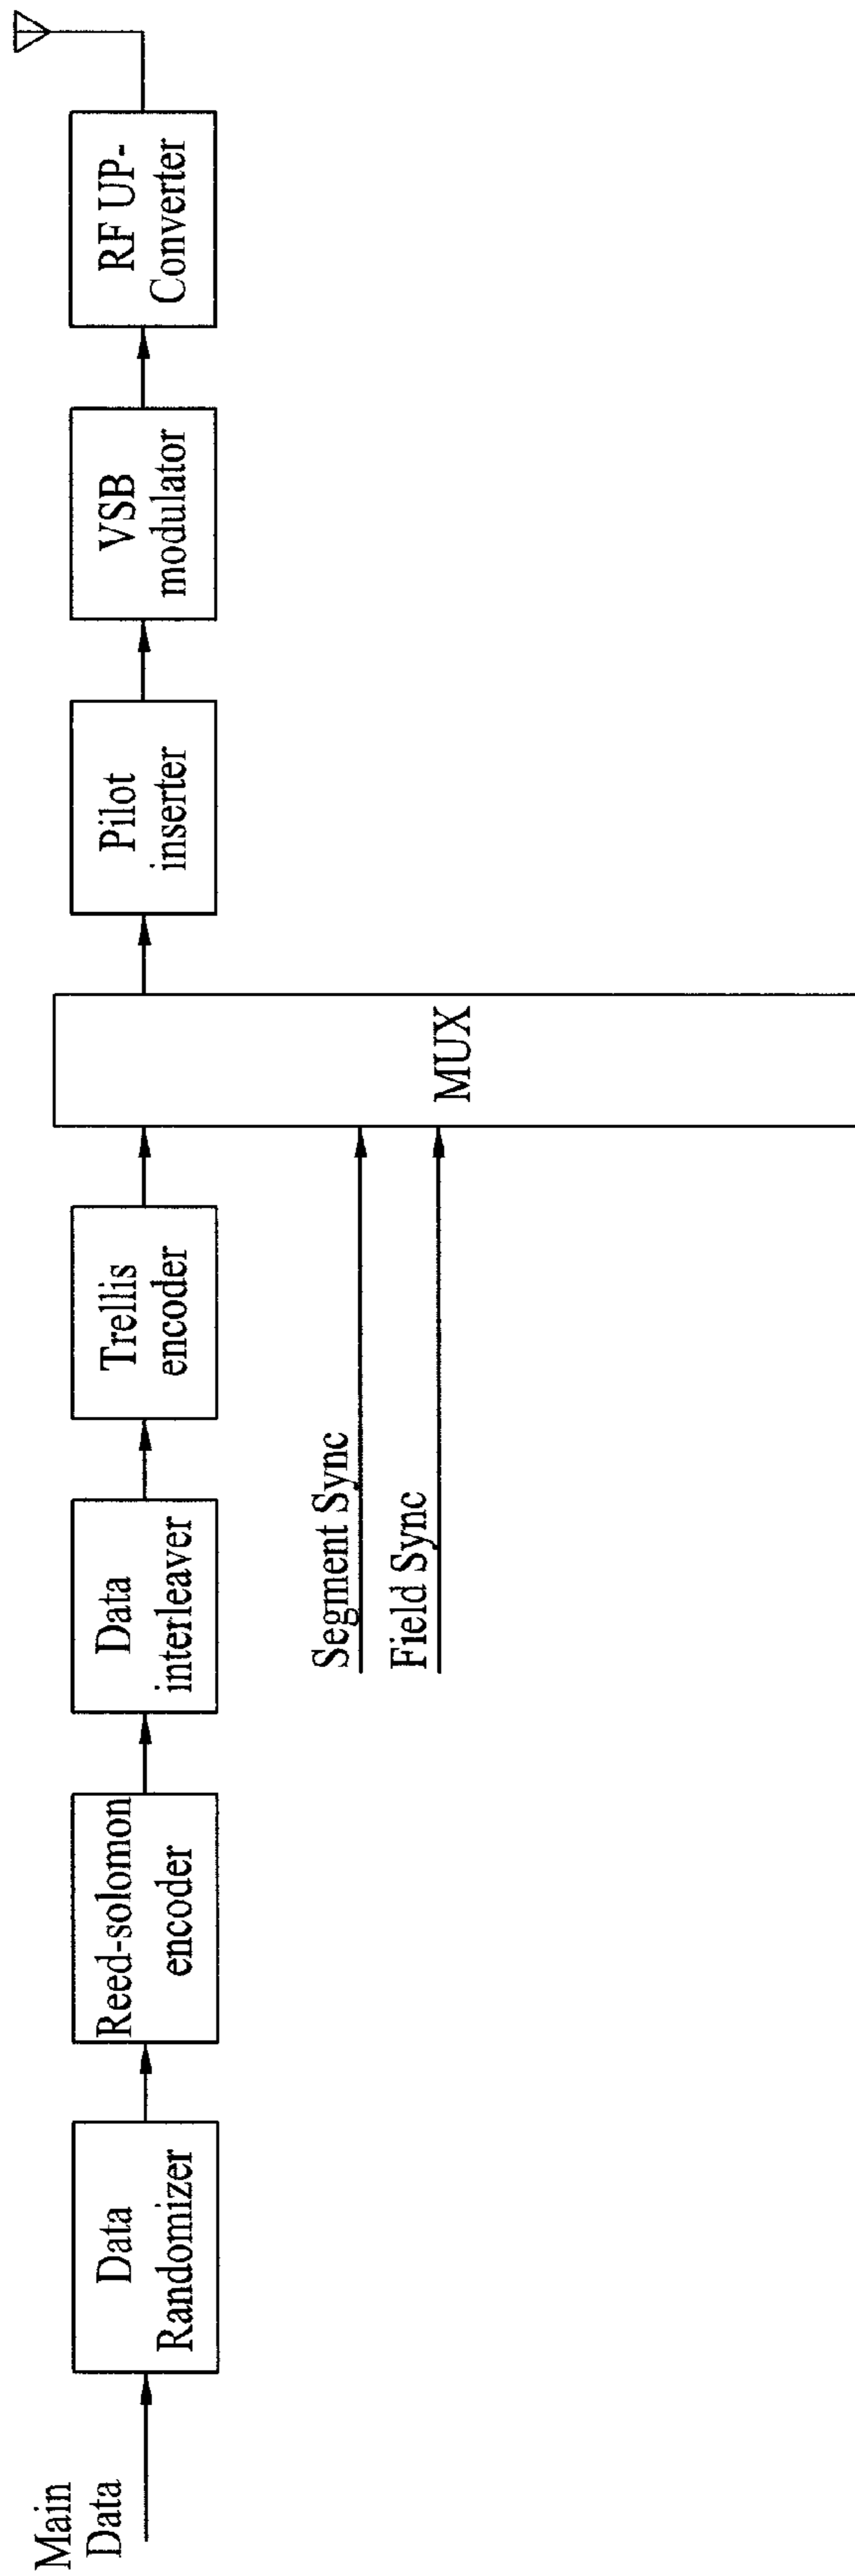 Main
Data
Data
Randomizer
Reed-solomon
encoder
Data
interleaver
Trellis
encoder
Segment Sync
Field Sync
MUX
Pilot
inserter
VSB
modulator
RF UP-
Converter